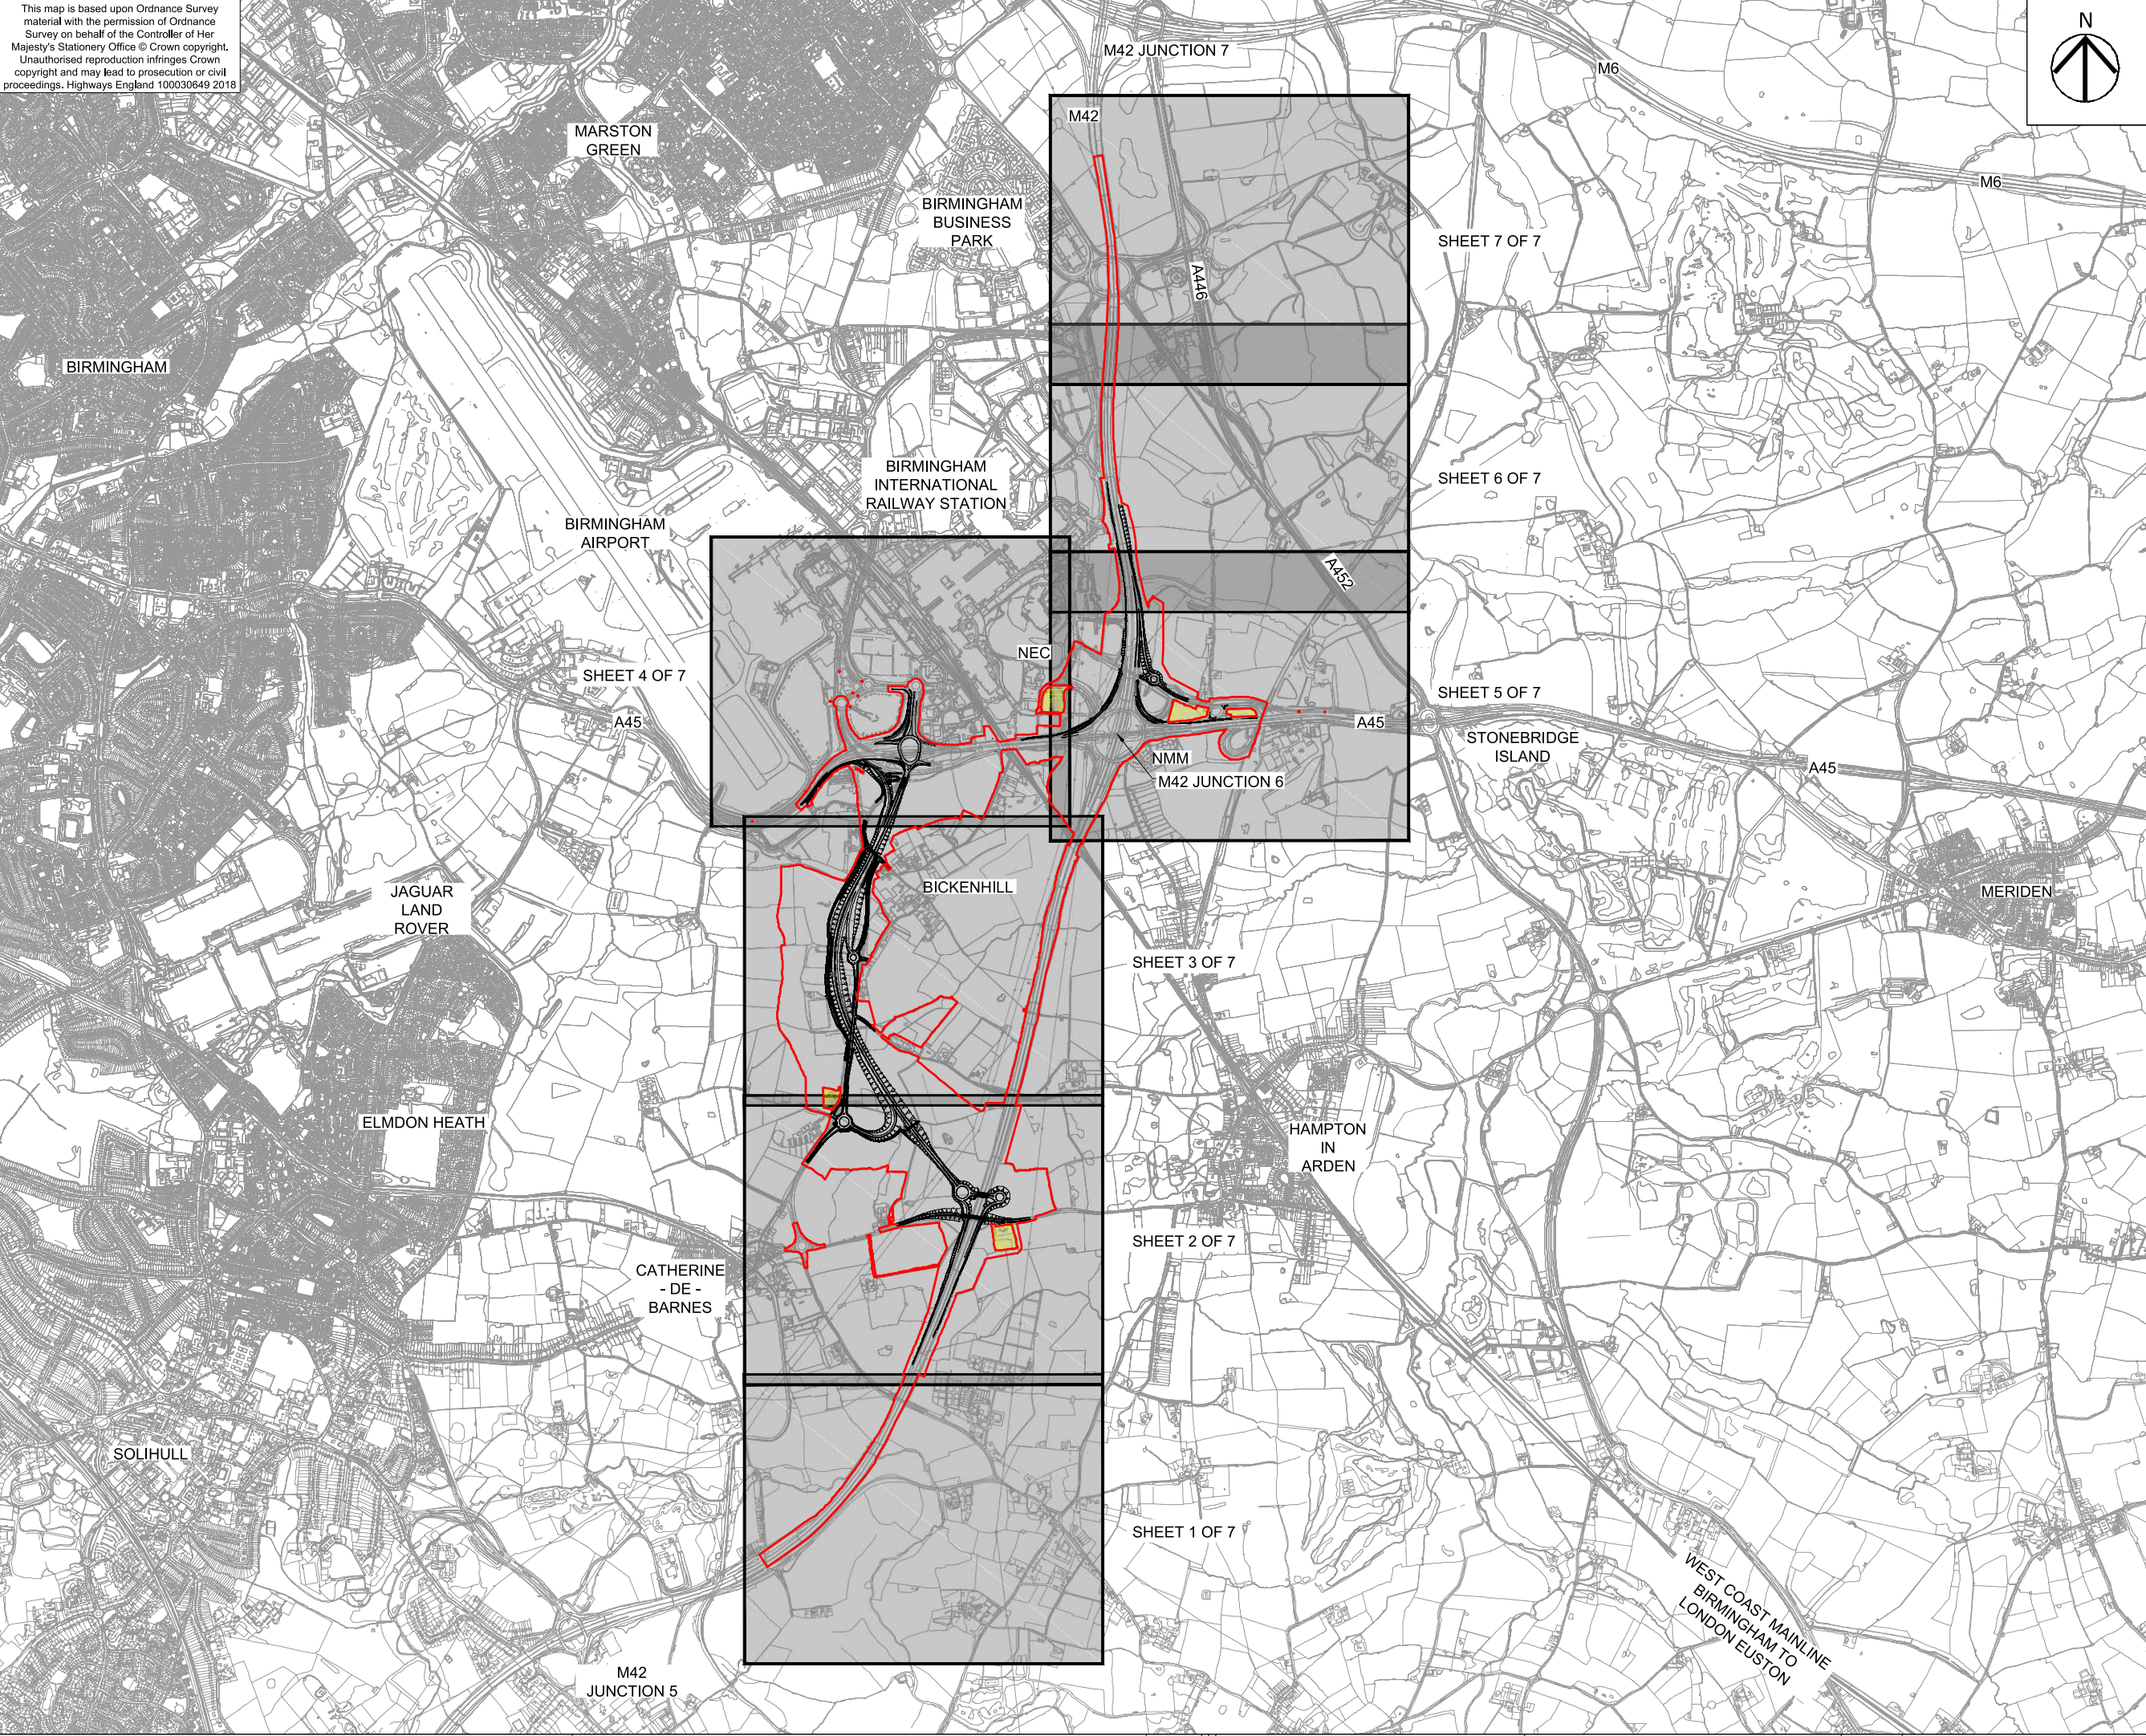 This map is based upon Ordnance Survey
material with the permission of Ordnance
Survey on behalf of the Controller of Her
Majesty's Stationery Office © Crown copyright.
Unauthorised reproduction infringes Crown
copyright and may lead to prosecution or civil
proceedings. Highways England 100030649 2018
N
M42 JUNCTION 7
M6
M42
MARSTON
GREEN
M6
BIRMINGHAM
BUSINESS
PARK
SHEET 7 OF 7
A446
BIRMINGHAM
BIRMINGHAM
INTERNATIONAL
RAILWAY STATION
SHEET 6 OF 7
BIRMINGHAM
AIRPORT
A452
NEC
SHEET 4 OF 7
SHEET 5 OF 7
A45
A45
STONEBRIDGE
ISLAND
NMM
M42 JUNCTION 6
A45
JAGUAR
LAND
ROVER
BICKENHILL
MERIDEN
SHEET 3 OF 7
ELMDON HEATH
HAMPTON
IN
ARDEN
SHEET 2 OF 7
CATHERINE
- DE -
BARNES
SOLIHULL
SHEET 1 OF 7
WEST COAST MAINLINE
BIRMINGHAM TO
LONDON EUSTON
M42
JUNCTION 5